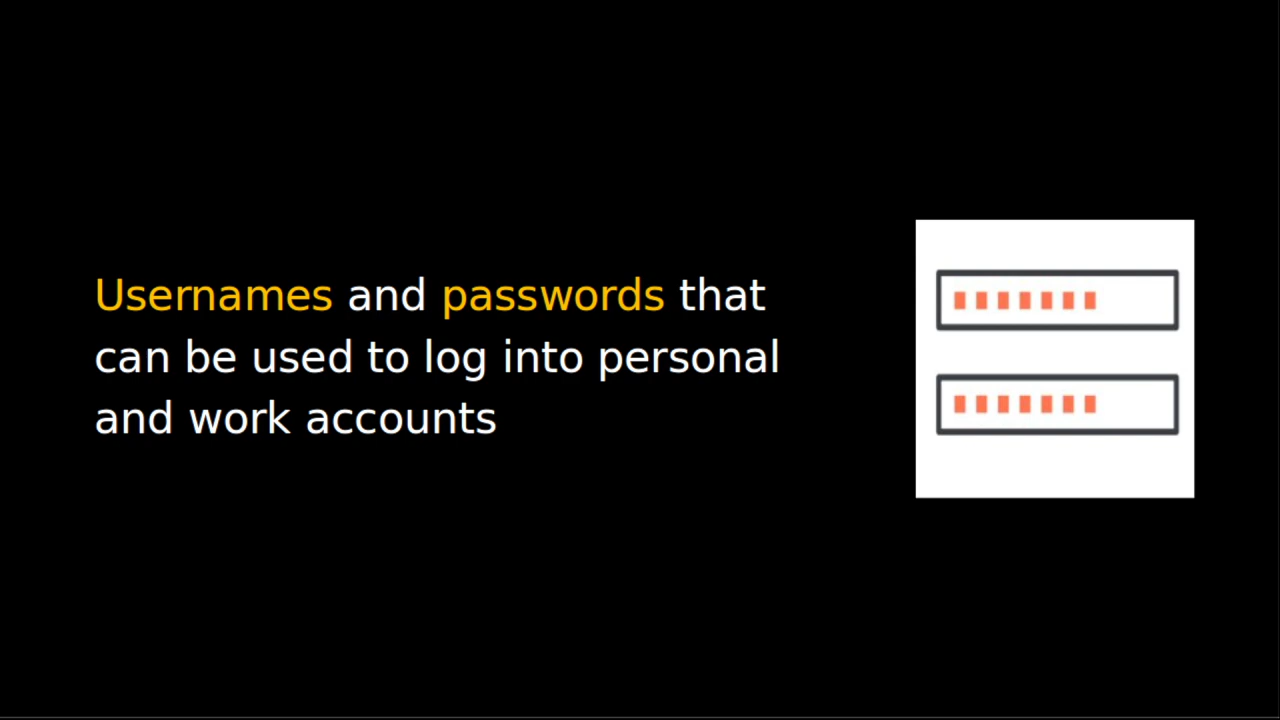 Usernames and passwords that
can be used to log into personal
and work accounts